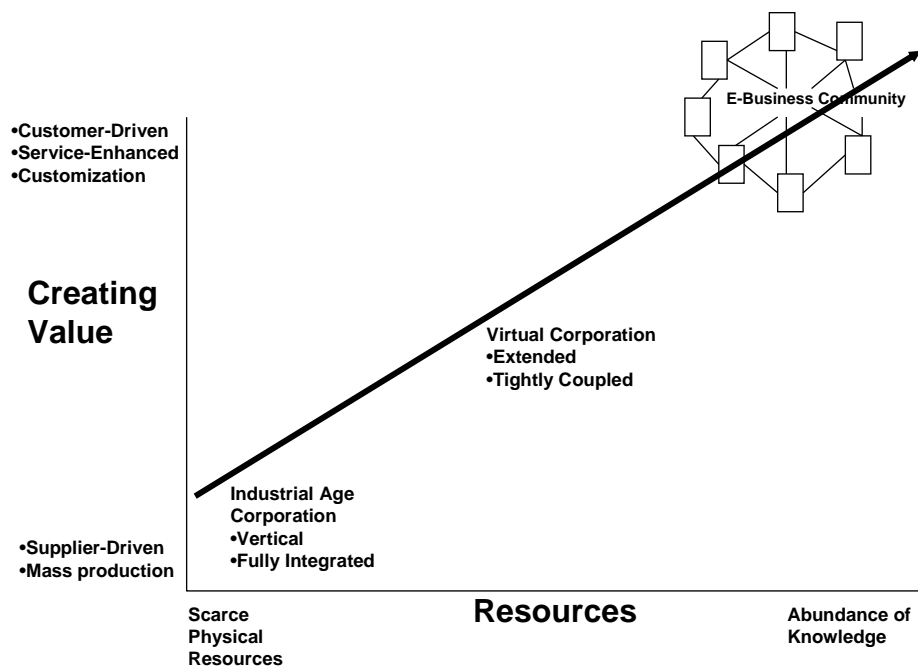 E-Business Community
•Customer-Driven
•Service-Enhanced
•Customization
Creating
Value
Virtual Corporation
•Extended
•Tightly Coupled
Industrial Age
Corporation
•Vertical
•Fully Integrated
•Supplier-Driven
•Mass production
Scarce
Physical
Resources
Resources
Abundance of
Knowledge